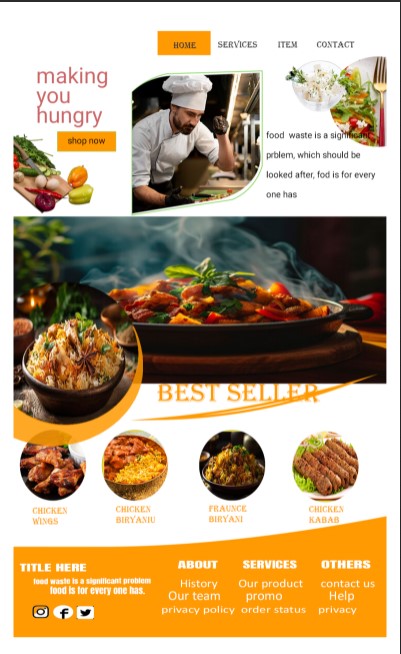 HOME SERVICES ITEM CONTACT
making
you
hungry
shop now
food waste is a significant
prblem, which should be
looked after, fod is for every
one has
BEST SELLER
CHICKEN
WINGS
CHICKEN
BIRYANIU
FRAUNCE
BIRYANI
CHICKEN
KABAB
TITLE HERE
food waste is a significant problem
food is for every one has.
ABOUT
History
Our team
privacy policy
SERVICES
Our product
promo
order status
OTHERS
contact us
Help
privacy